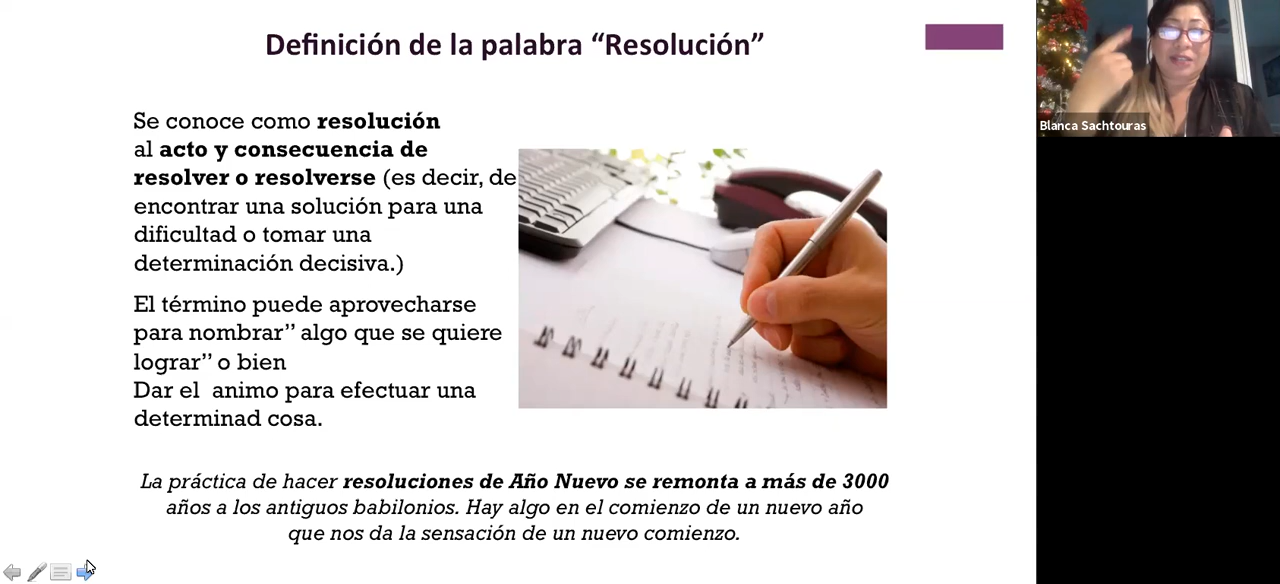 Definición de la palabra “Resolución”
Se conoce como resolución
al acto y consecuencia de
resolver o resolverse (es decir, de
encontrar una solución para una
dificultad o tomar una
determinación decisiva.)
El término puede aprovecharse
para nombrar” algo que se quiere
lograr” o bien
Dar el animo para efectuar una
determinad cosa.
La práctica de hacer resoluciones de Año Nuevo se remonta a más de 3000
años a los antiguos babilonios. Hay algo en el comienzo de un nuevo año
que nos da la sensación de un nuevo comienzo.
Blanca Sachtouras